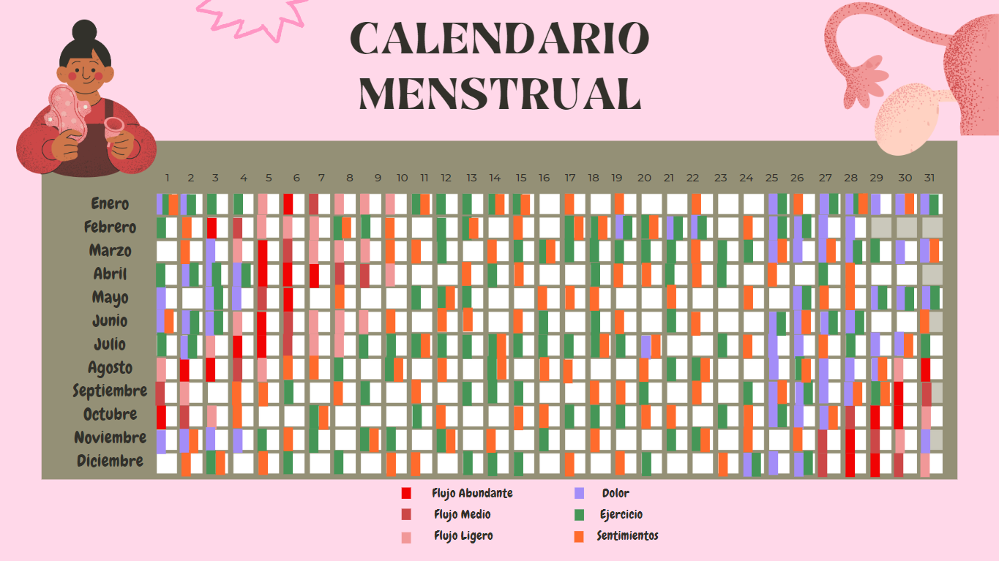 CALENDARIO
MENSTRUAL
1 2 3 4 5 6 7 8 9 10 11 12 13 14 15 16 17 18 19 20 21 22 23 24 25 26 27 28 29 30 31
Enero
Febrero
Marzo
Abril
Mayo
Junio
Julio
Agosto
Septiembre
Octubre
Noviembre
Diciembre
Flujo Abundante Dolor
Flujo Medio Ejercicio
Flujo Ligero Sentimientos